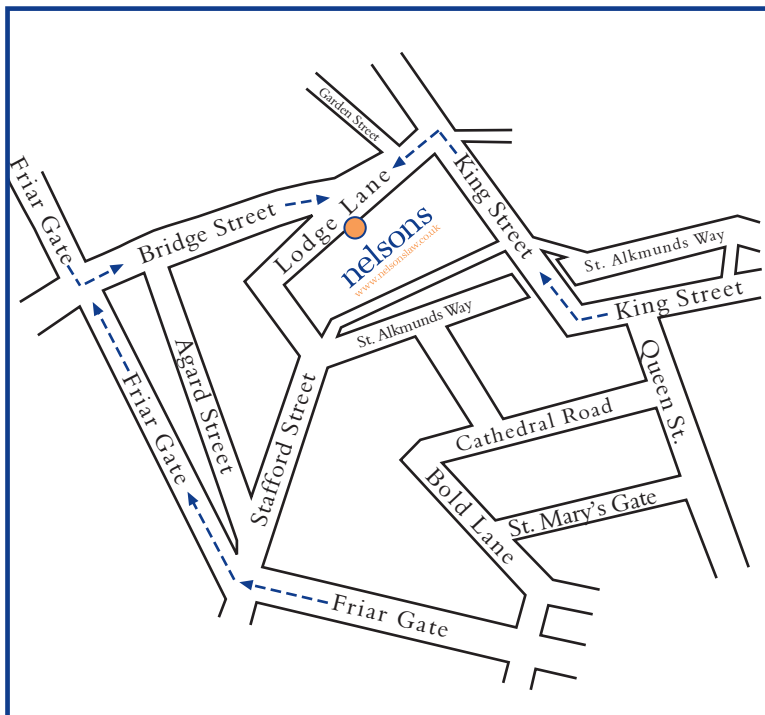 Garden Street
Friar Gate
King Street
Lodge Lane
Bridge Street
nelsons
www.nelsonslaw.co.uk
St. Alkmunds Way
King Street
St. Alkmunds Way
Agard Street
Queen St.
Friar Gate
Stafford Street
Cathedral Road
Bold Lane
St. Mary's Gate
Friar Gate